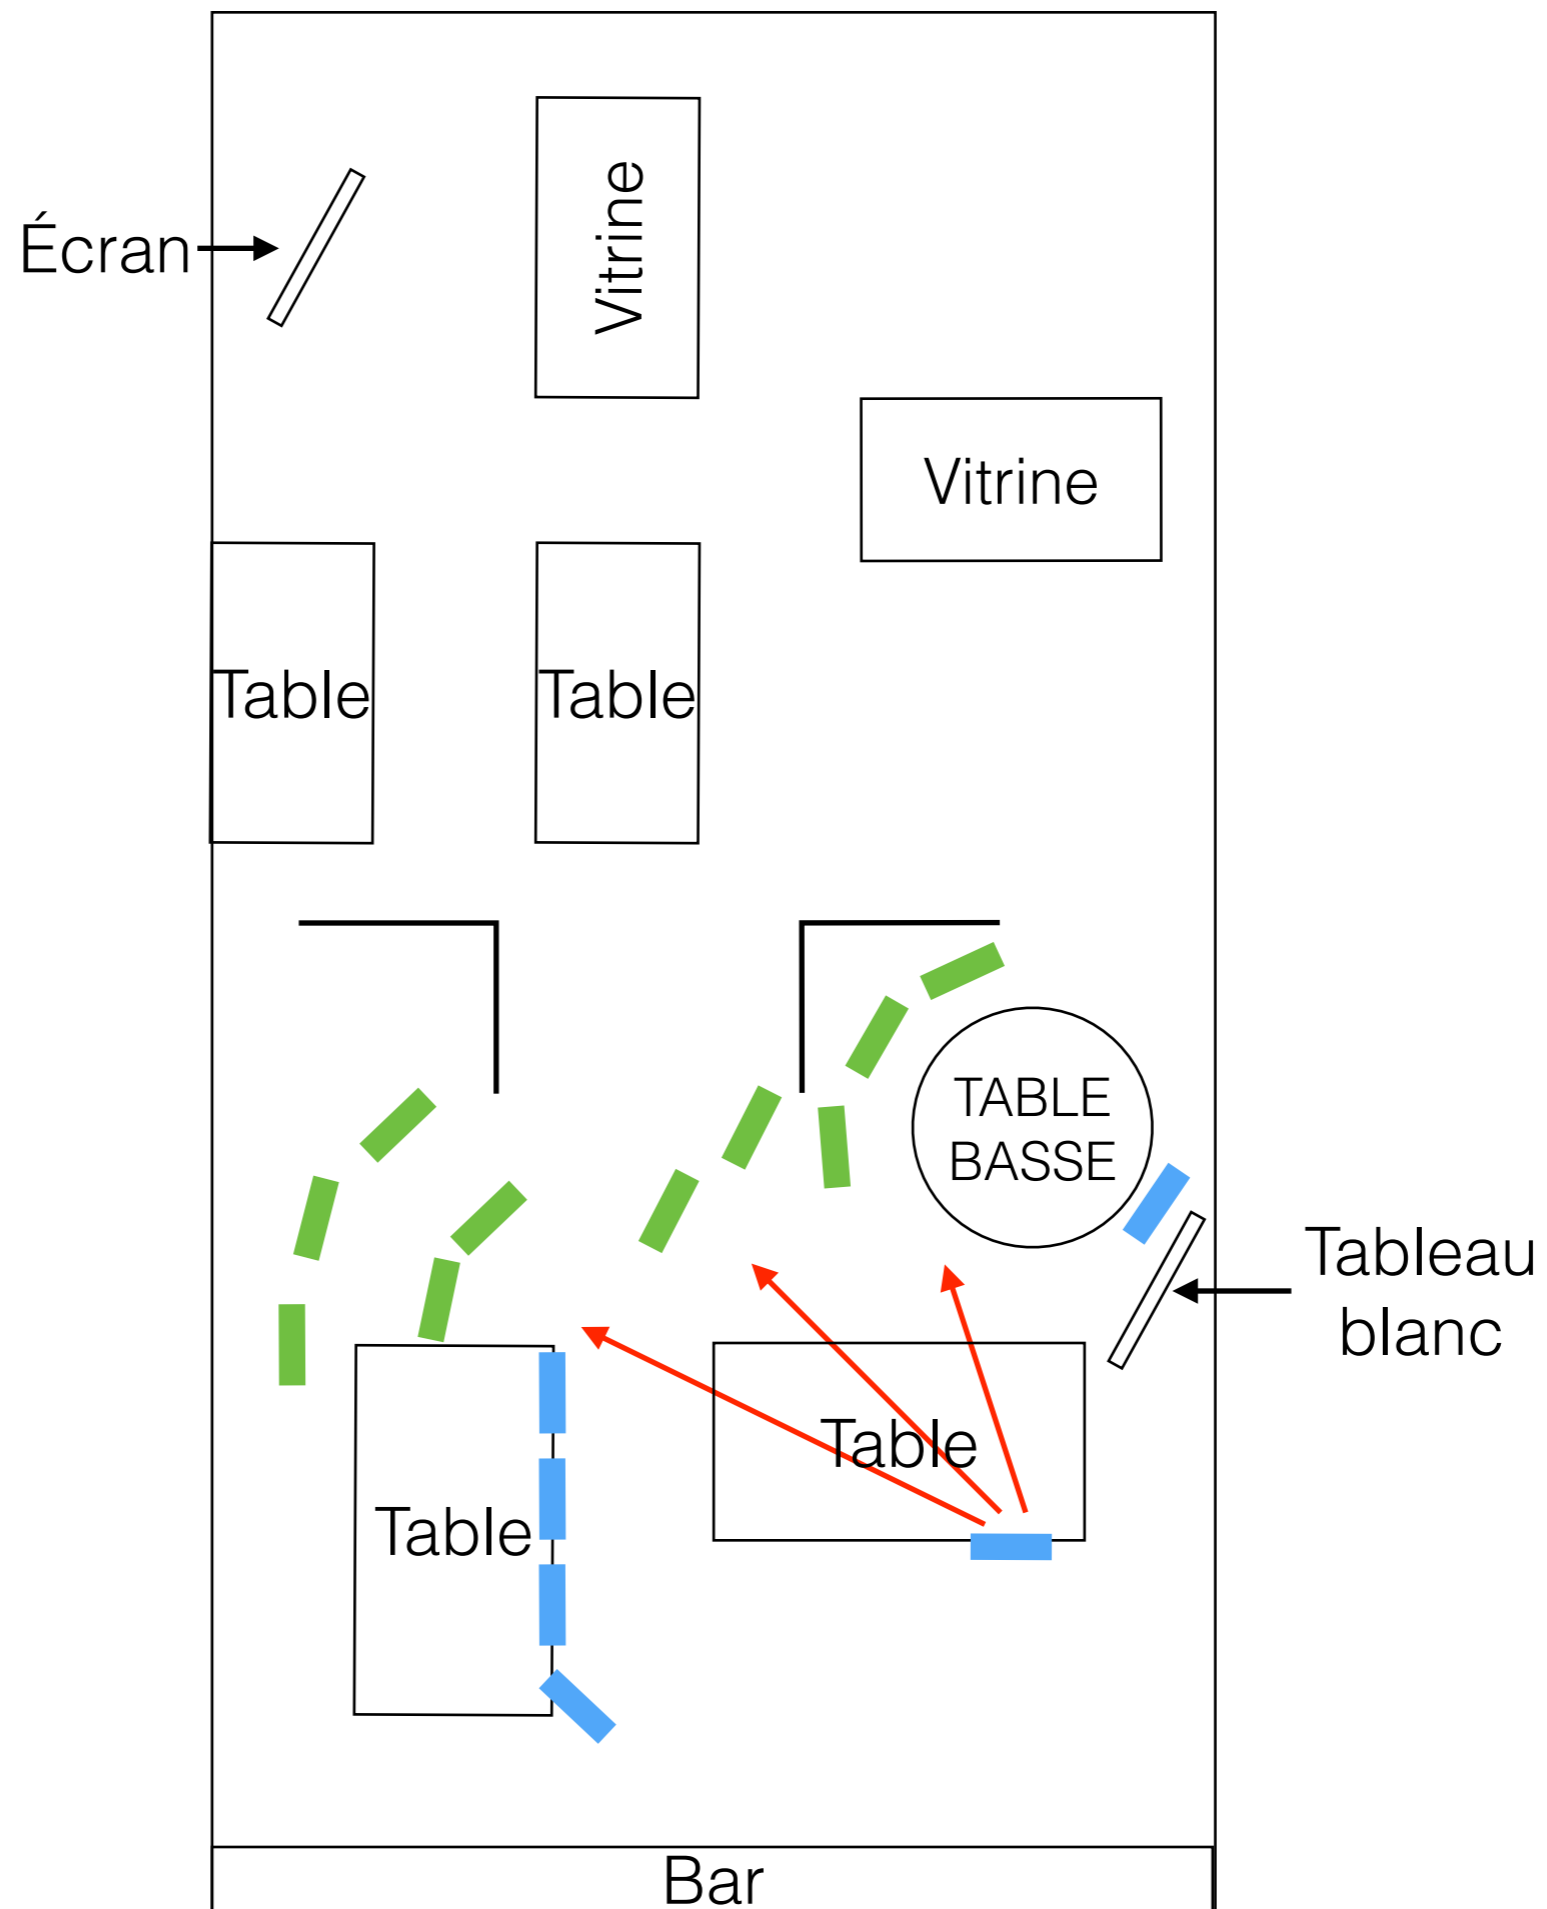 Vitrine
Écran
Vitrine
Table
Table
TABLE
BASSE
Tableau
blanc
Table
Table
Bar